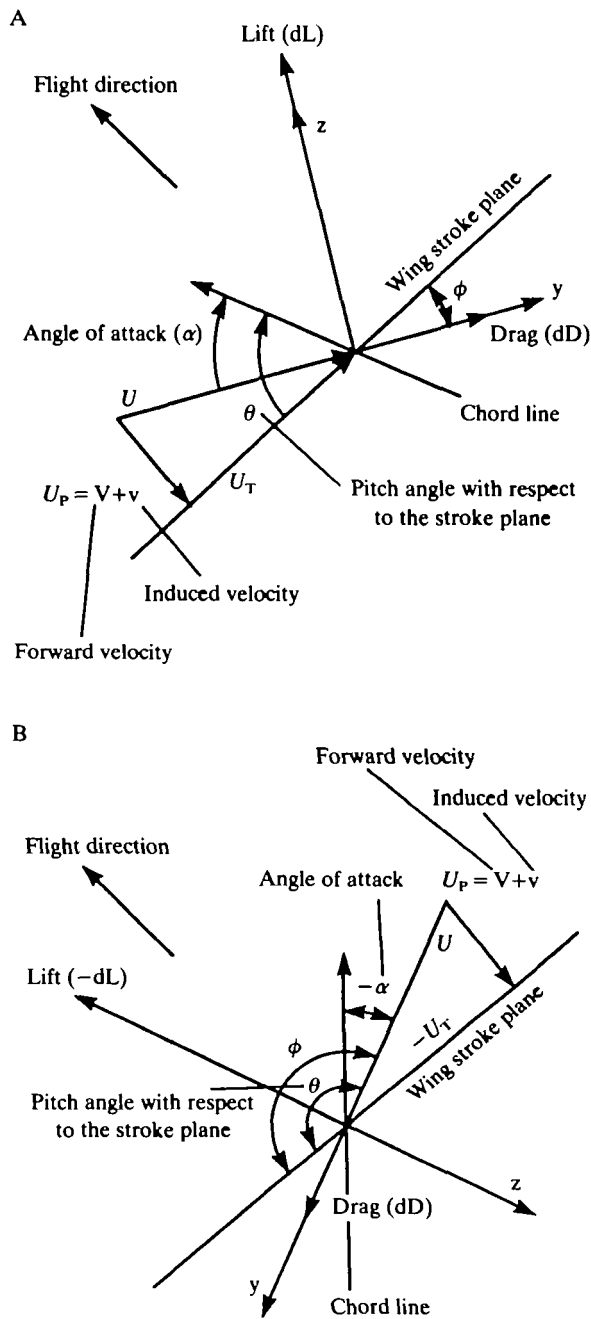 A
Lift (dL)
Flight direction
z
Wing stroke plane
ϕ
y
Drag (dD)
Angle of attack (α)
U
θ
Chord line
U_T
Pitch angle with respect
to the stroke plane
U_P = V+v
Induced velocity
Forward velocity
B
Forward velocity
Induced velocity
Flight direction
Angle of attack
U_P = V+v
U
Lift (−dL)
−α
−U_T
Wing stroke plane
ϕ
θ
Pitch angle with respect
to the stroke plane
z
Drag (dD)
y
Chord line